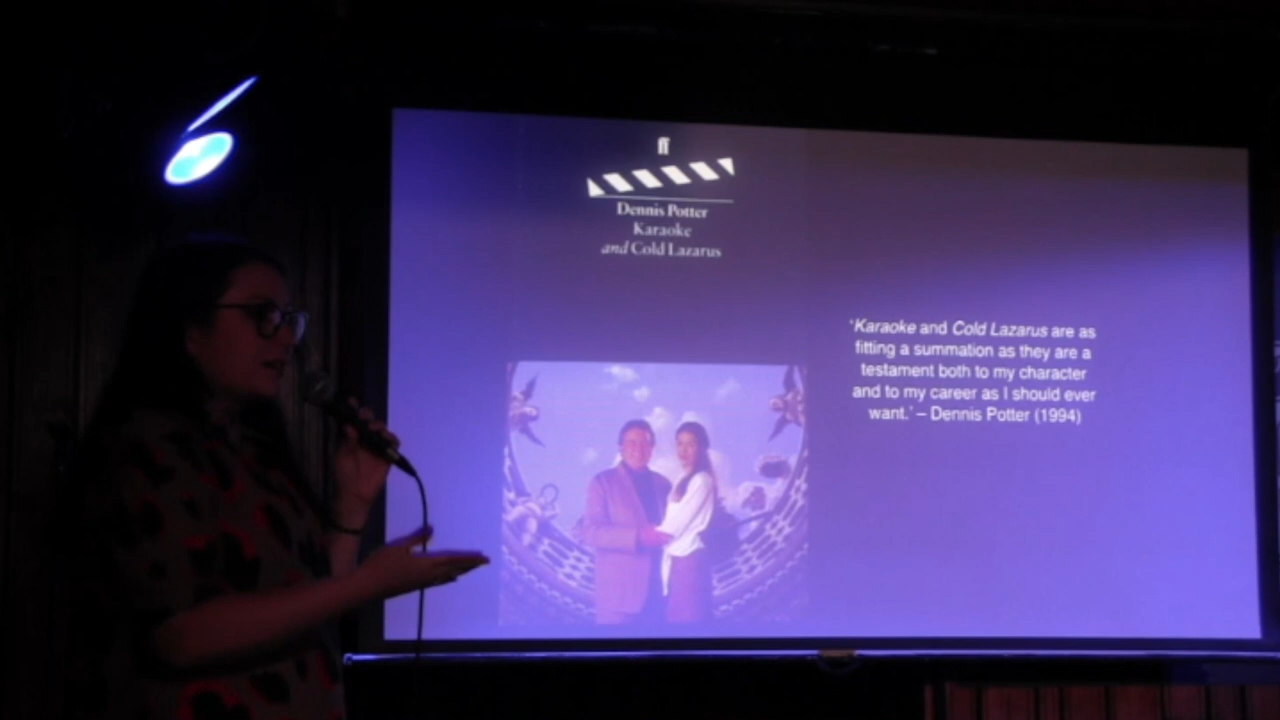 ff
Dennis Potter
Karaoke
and Cold Lazarus
‘Karaoke and Cold Lazarus are as
fitting a summation as they are a
testament both to my character
and to my career as I should ever
want.’ – Dennis Potter (1994)